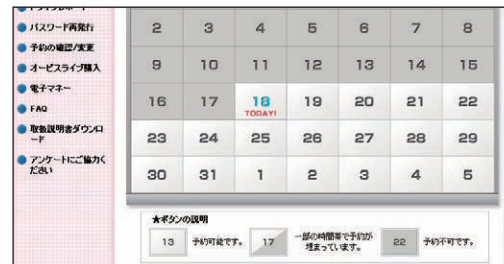 パスワード再発行
予約の確認/変更
オービスライブ購入
電子マネー
FAQ
取扱説明書ダウンロ
ード
アンケートにご協力く
ださい
2 3 4 5 6 7 8
9 10 11 12 13 14 15
16 17 18 19 20 21 22
TODAY!
23 24 25 26 27 28 29
30 31 1 2 3 4 5
★ボタンの説明
13 予約可能です。 17 一部の時間帯で予約が
埋まっています。 22 予約不可です。